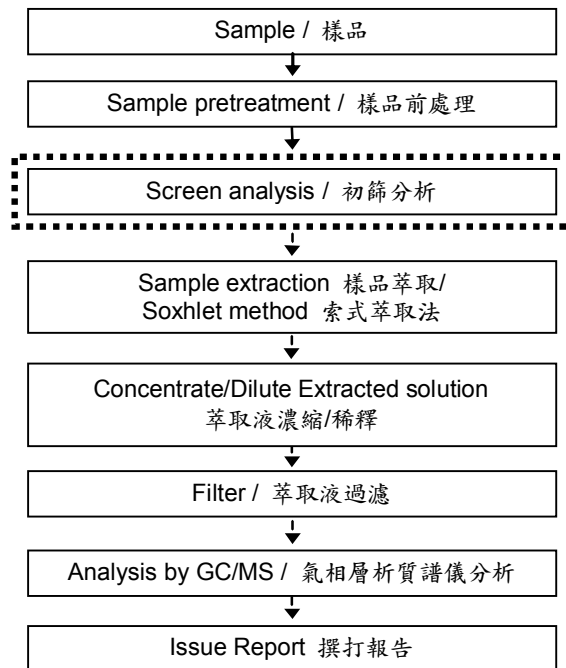 Sample / 樣品
Sample pretreatment / 樣品前處理
Screen analysis / 初篩分析
Sample extraction 樣品萃取/
Soxhlet method 索式萃取法
Concentrate/Dilute Extracted solution
萃取液濃縮/稀釋
Filter / 萃取液過濾
Analysis by GC/MS / 氣相層析質譜儀分析
Issue Report 撰打報告